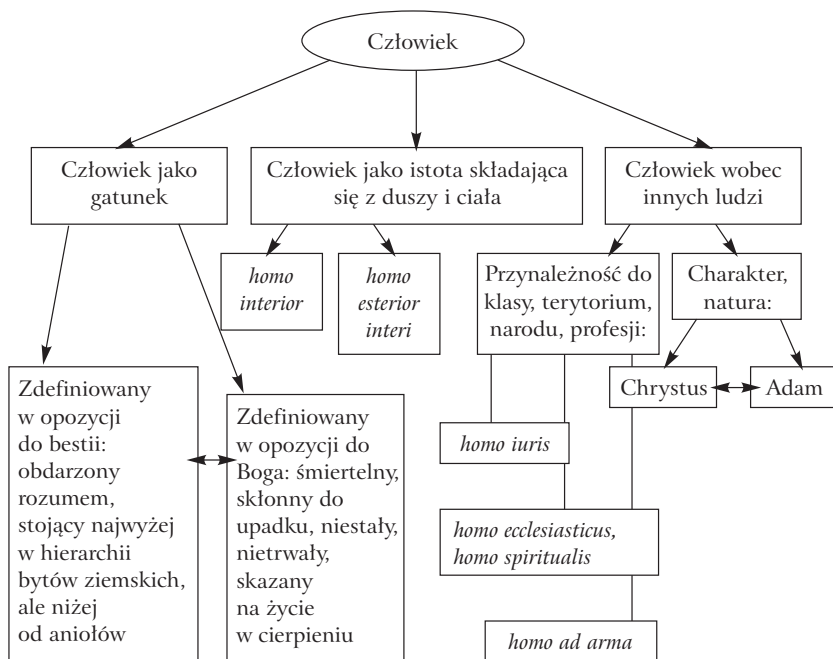 Człowiek
Człowiek jako
gatunek
Człowiek jako istota składająca
się z duszy i ciała
Człowiek wobec
innych ludzi
homo
interior
homo
esterior
interi
Przynależność do
klasy, terytorium,
narodu, profesji:
Charakter,
natura:
Zdefiniowany
w opozycji
do bestii:
obdarzony
rozumem,
stojący najwyżej
w hierarchii
bytów ziemskich,
ale niżej
od aniołów
Zdefiniowany
w opozycji do
Boga: śmiertelny,
skłonny do
upadku, niestały,
nietrwały,
skazany
na życie
w cierpieniu
Chrystus
Adam
homo iuris
homo ecclesiasticus,
homo spiritualis
homo ad arma